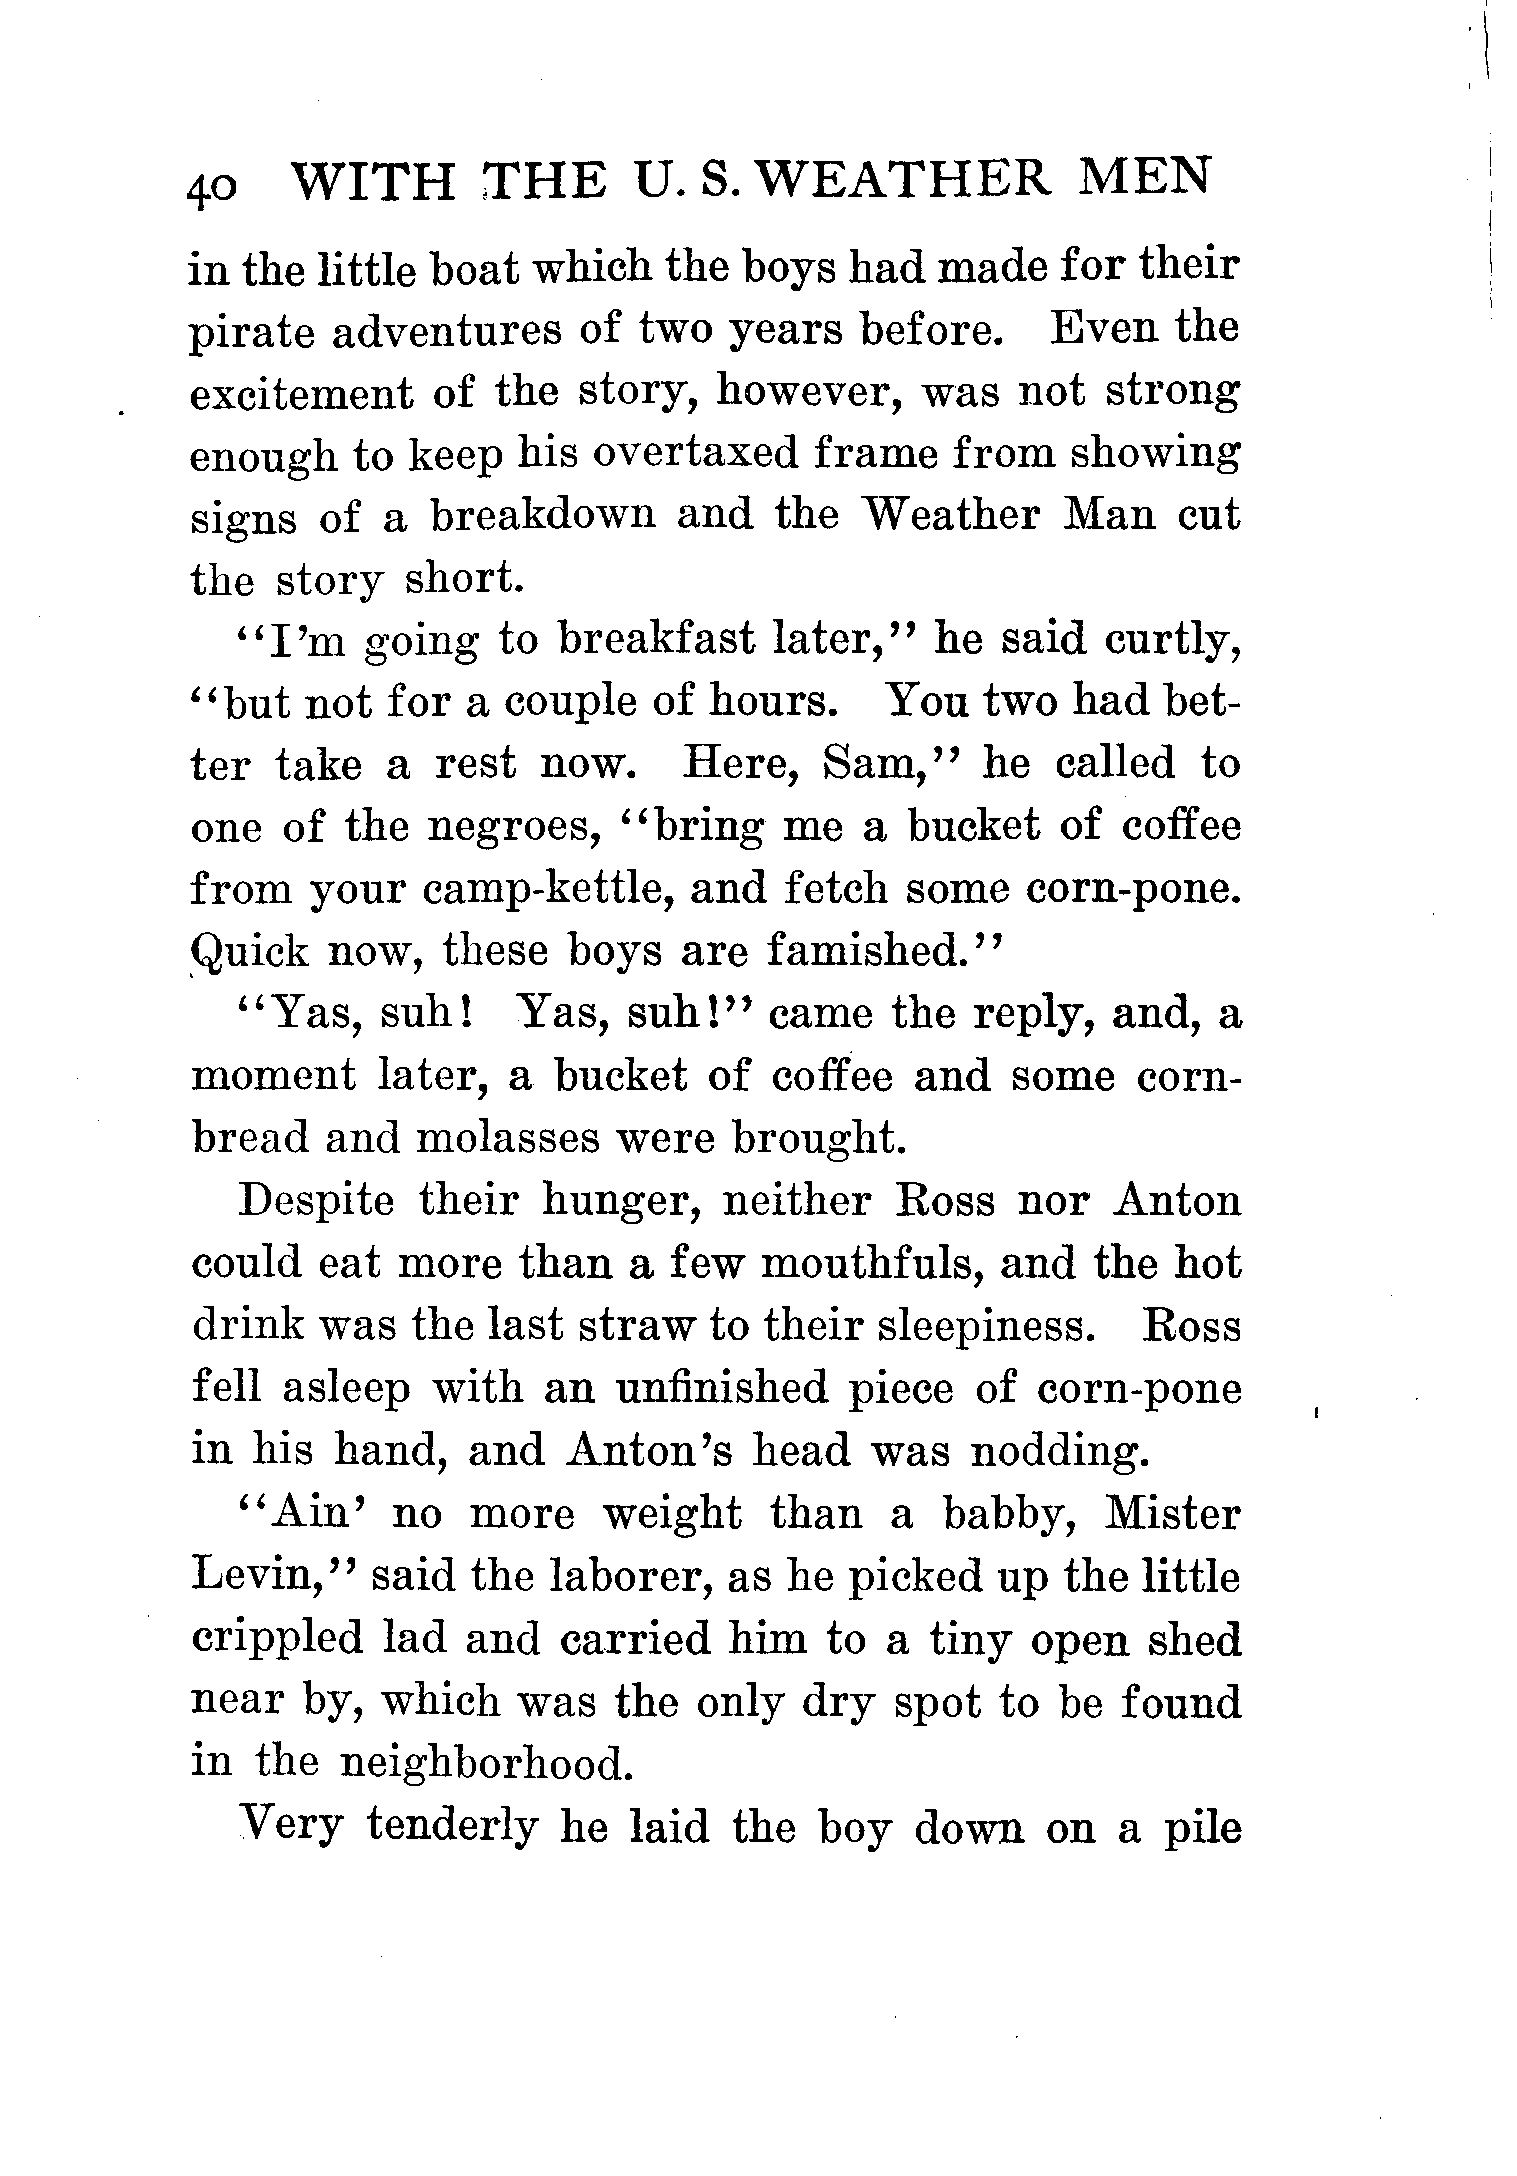 40 WITH THE U. S. WEATHER MEN
in the little boat which the boys had made for their
pirate adventures of two years before. Even the
excitement of the story, however, was not strong
enough to keep his overtaxed frame from showing
signs of a breakdown and the Weather Man cut
the story short.
“I’m going to breakfast later,” he said curtly,
“but not for a couple of hours. You two had bet-
ter take a rest now. Here, Sam,” he called to
one of the negroes, “bring me a bucket of coffee
from your camp-kettle, and fetch some corn-pone.
Quick now, these boys are famished.”
“Yas, suh! Yas, suh!” came the reply, and, a
moment later, a bucket of coffee and some corn-
bread and molasses were brought.
Despite their hunger, neither Ross nor Anton
could eat more than a few mouthfuls, and the hot
drink was the last straw to their sleepiness. Ross
fell asleep with an unfinished piece of corn-pone
in his hand, and Anton’s head was nodding.
“Ain’ no more weight than a babby, Mister
Levin,” said the laborer, as he picked up the little
crippled lad and carried him to a tiny open shed
near by, which was the only dry spot to be found
in the neighborhood.
Very tenderly he laid the boy down on a pile